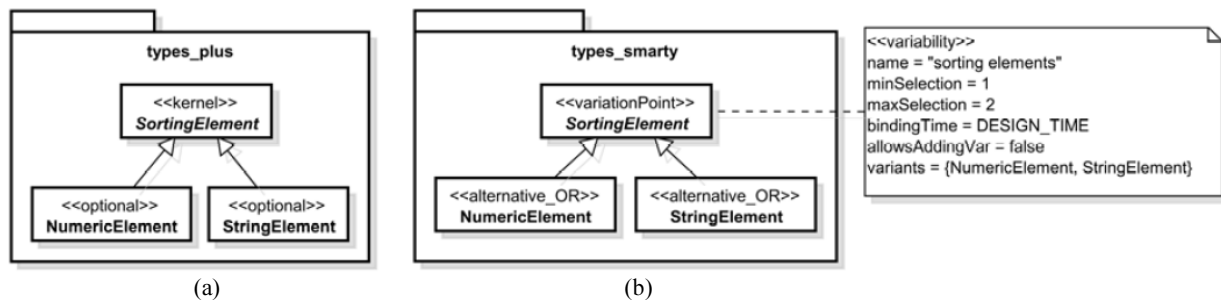 types_plus
<<kernel>>
SortingElement
<<optional>>
NumericElement
<<optional>>
StringElement
(a)
types_smarty
<<variationPoint>>
SortingElement
<<alternative_OR>>
NumericElement
<<alternative_OR>>
StringElement
(b)
<<variability>>
name = "sorting elements"
minSelection = 1
maxSelection = 2
bindingTime = DESIGN_TIME
allowsAddingVar = false
variants = {NumericElement, StringElement}